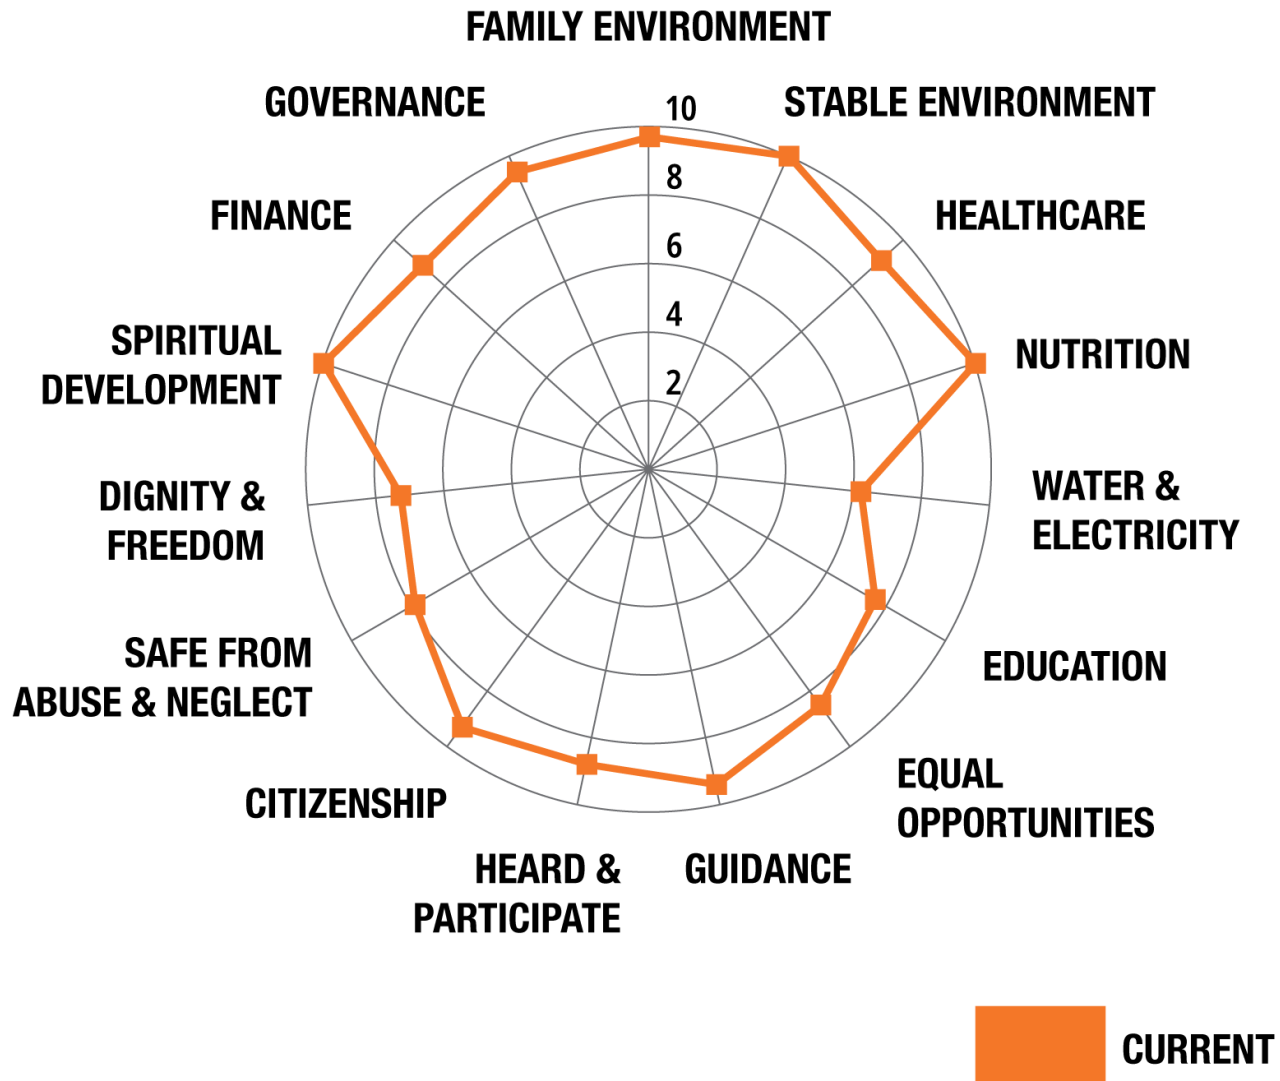 FAMILY ENVIRONMENT
GOVERNANCE
10
STABLE ENVIRONMENT
8
FINANCE
HEALTHCARE
6
4
SPIRITUAL
DEVELOPMENT
NUTRITION
2
DIGNITY &
FREEDOM
WATER &
ELECTRICITY
SAFE FROM
ABUSE & NEGLECT
EDUCATION
EQUAL
OPPORTUNITIES
CITIZENSHIP
HEARD &
PARTICIPATE
GUIDANCE
CURRENT